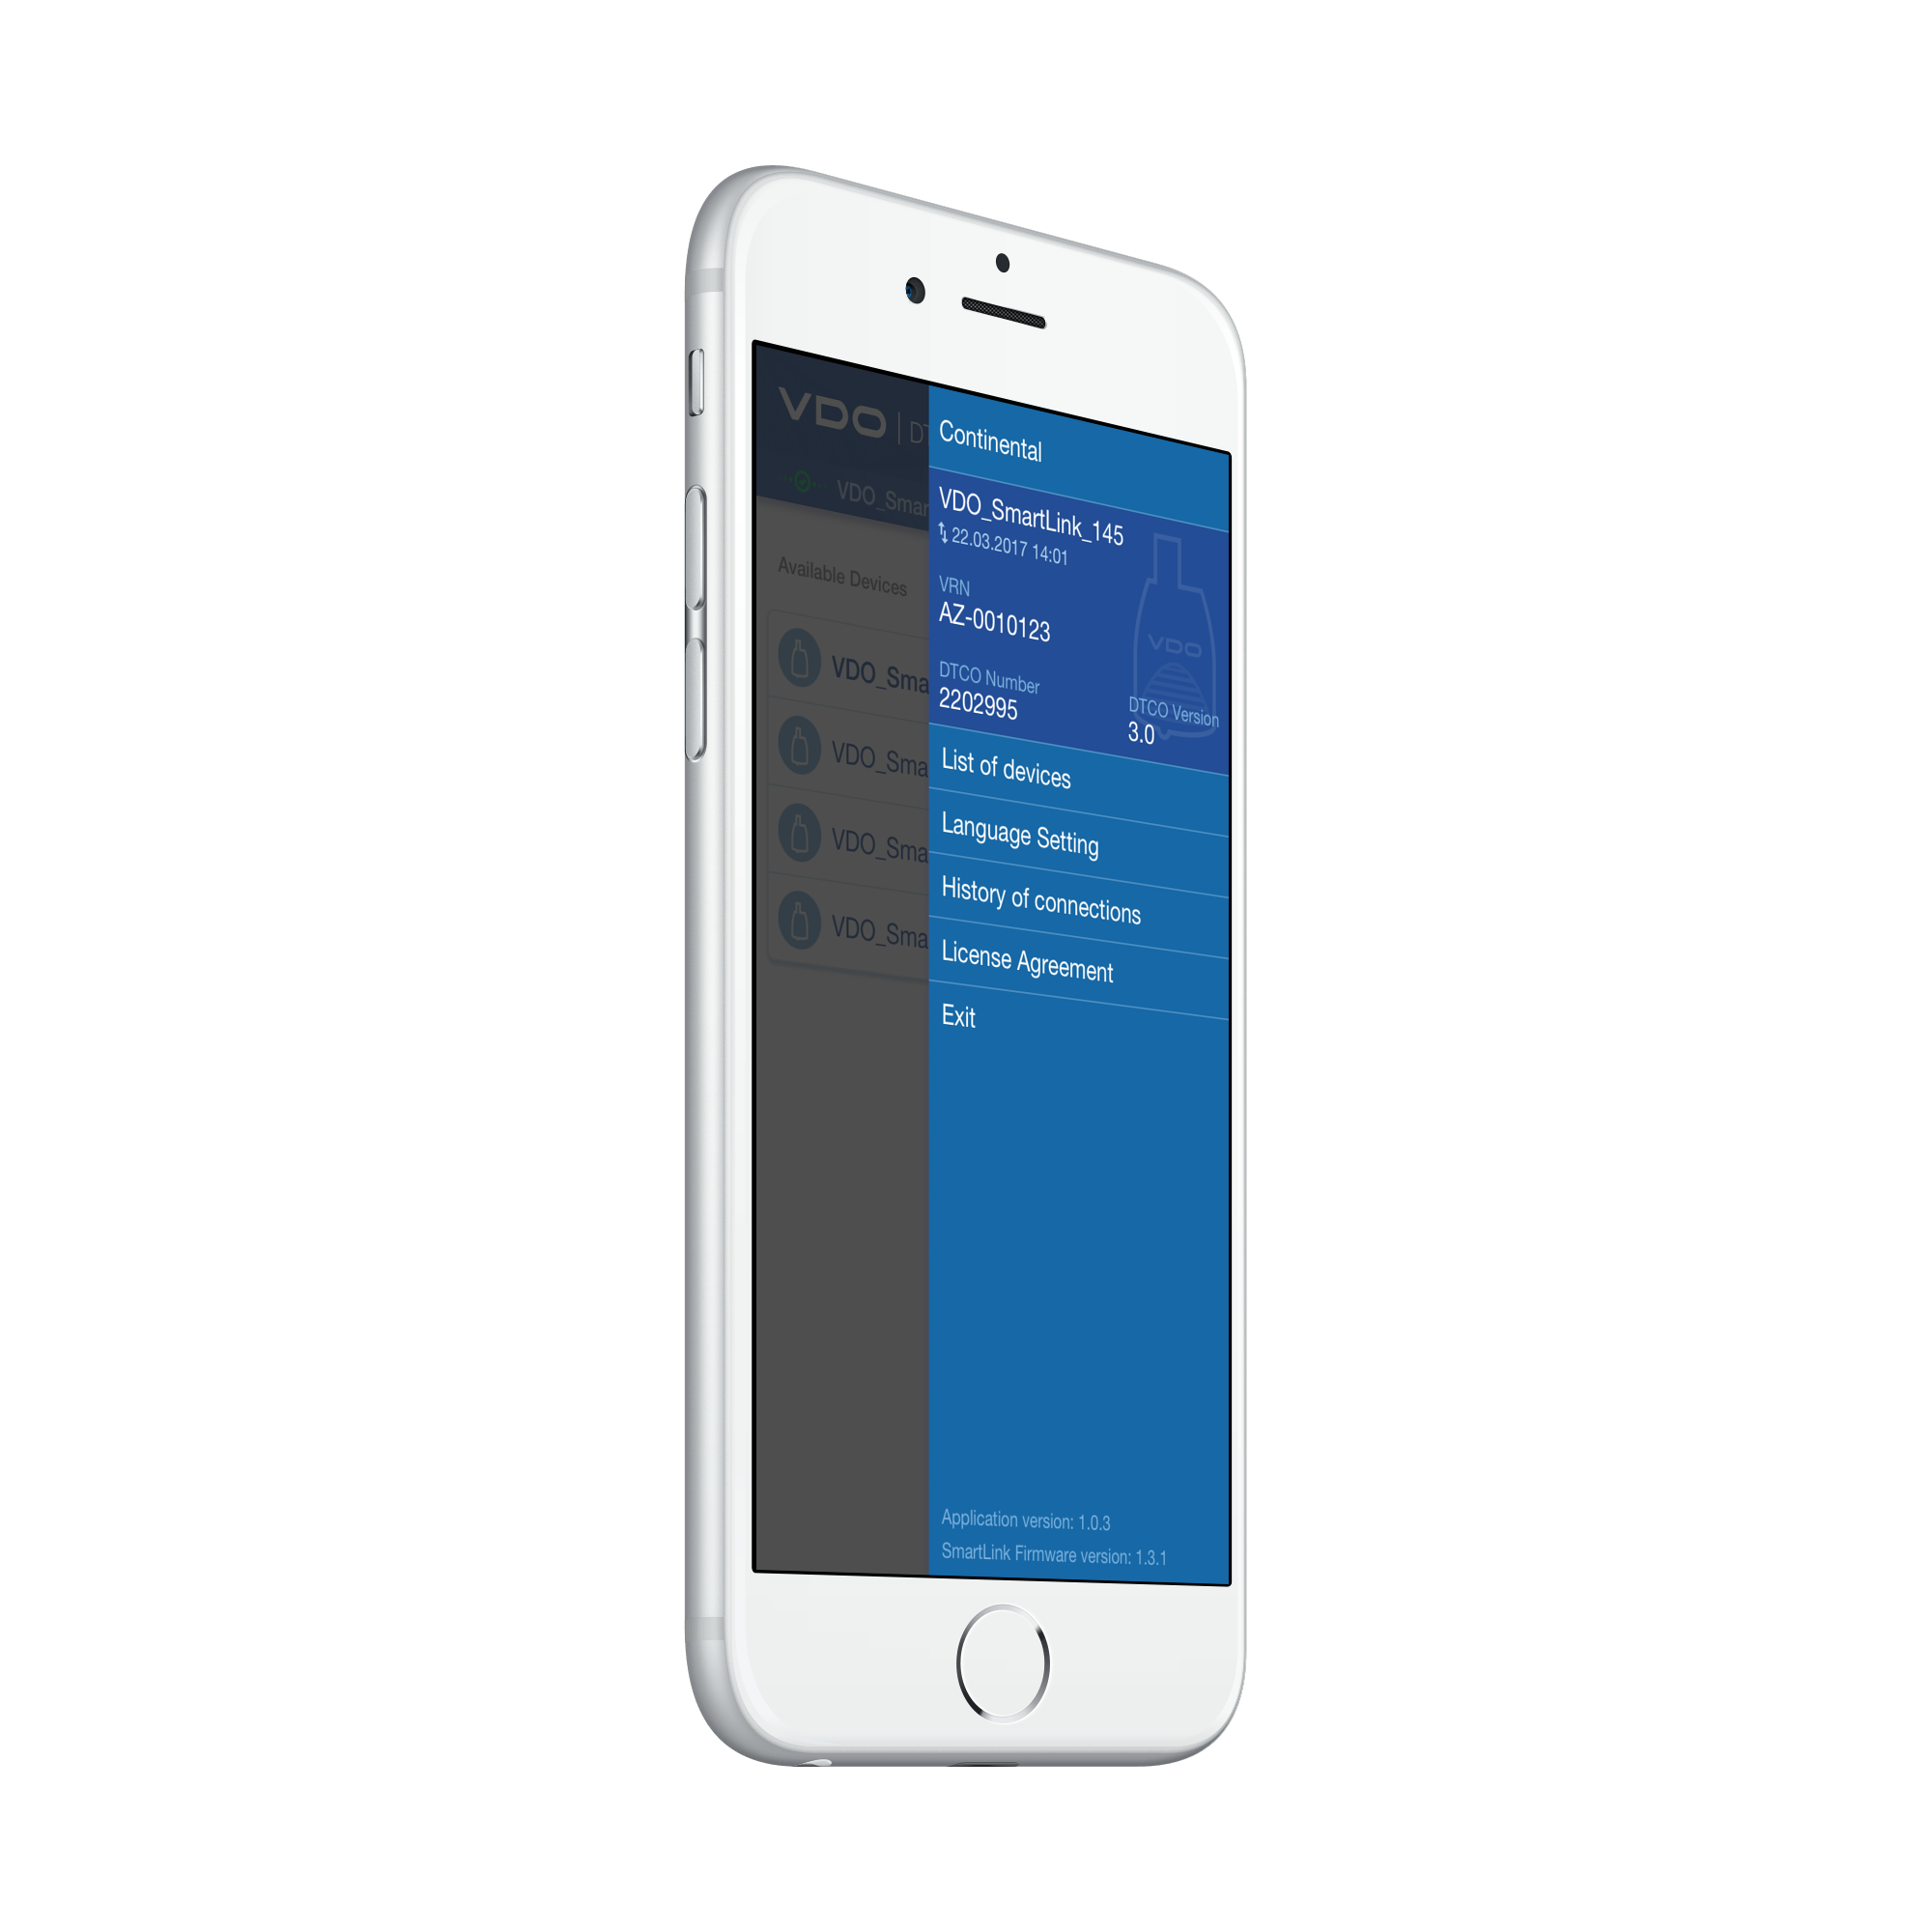 VDO
Continental
VDO_SmartLink_145
22.03.2017 14:01
VRN
AZ-0010123
VDO
DTCO Number
2202995
DTCO Version
3.0
List of devices
Language Setting
History of connections
License Agreement
Exit
Application version: 1.0.3
SmartLink Firmware version: 1.3.1
DT
VDO_Smar
Available Devices
VDO_Sma
VDO_Sma
VDO_Sma
VDO_Sma